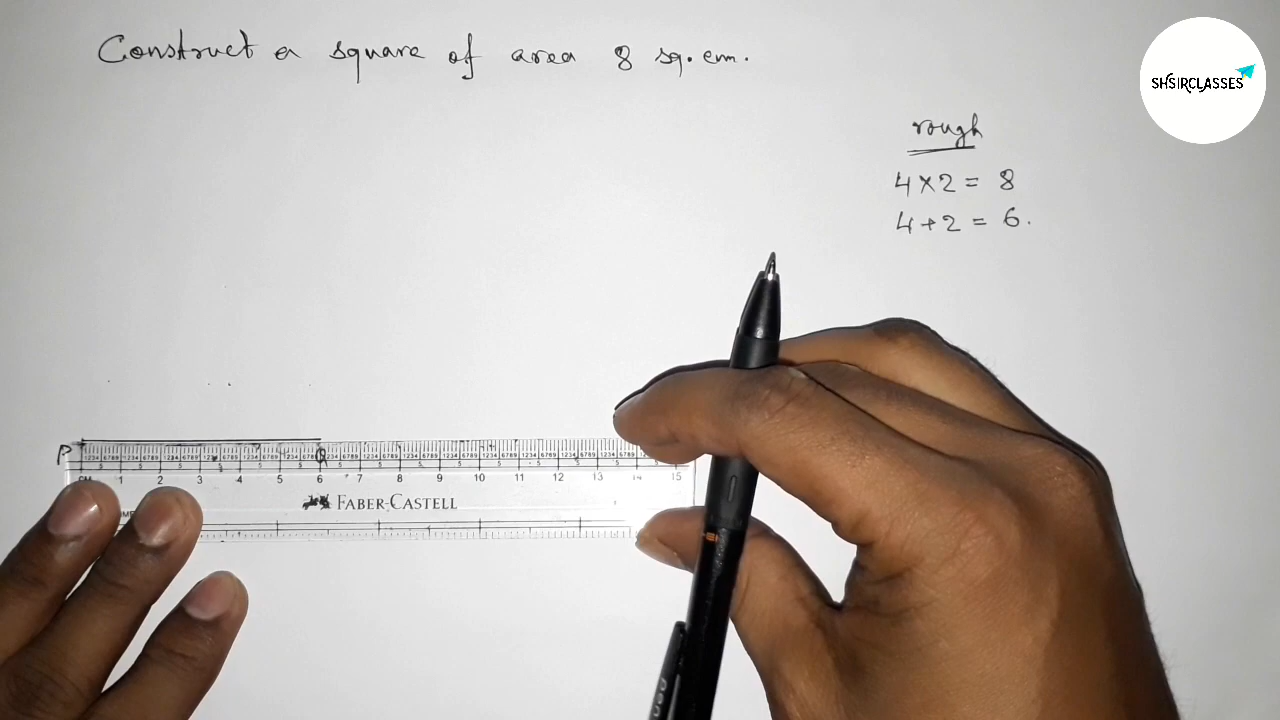 Construct a square of area 8 sq.cm.
SHSIRCLASSES
rough
4×2 = 8
4+2 = 6.
P Q
1 2 3 4 5 6 7 8 9 10 11 12 13 14 15
FABER-CASTELL